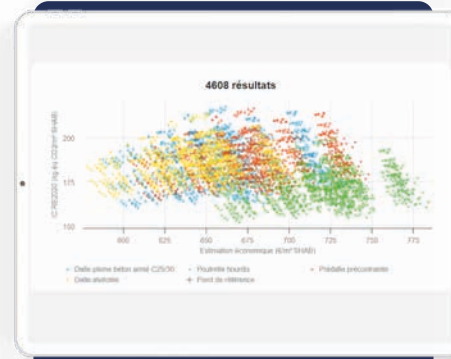 4608 résultats
200
175
150
600
625
650
675
700
725
750
775
Estimation économique (€/m² SHAB)
Dalle pleine béton armé C25/30
Poutrelle hourdis
Prédalle précontrainte
Dalle alvéolée
Point de référence